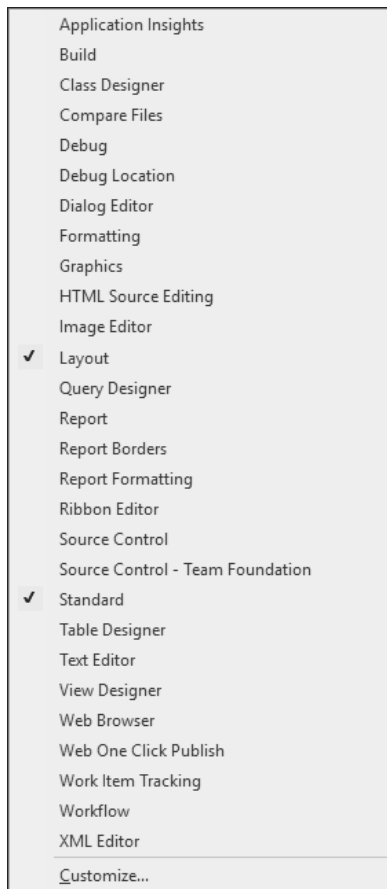 Application Insights
Build
Class Designer
Compare Files
Debug
Debug Location
Dialog Editor
Formatting
Graphics
HTML Source Editing
Image Editor
Layout
Query Designer
Report
Report Borders
Report Formatting
Ribbon Editor
Source Control
Source Control - Team Foundation
Standard
Table Designer
Text Editor
View Designer
Web Browser
Web One Click Publish
Work Item Tracking
Workflow
XML Editor
Customize...